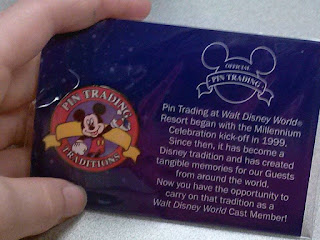 OFFICIAL
PIN TRADING
PIN TRADING
TRADITIONS
Pin Trading at Walt Disney World®
Resort began with the Millennium
Celebration kick-off in 1999.
Since then, it has become a
Disney tradition and has created
tangible memories for our Guests
from around the world.
Now you have the opportunity to
carry on that tradition as a
Walt Disney World Cast Member!